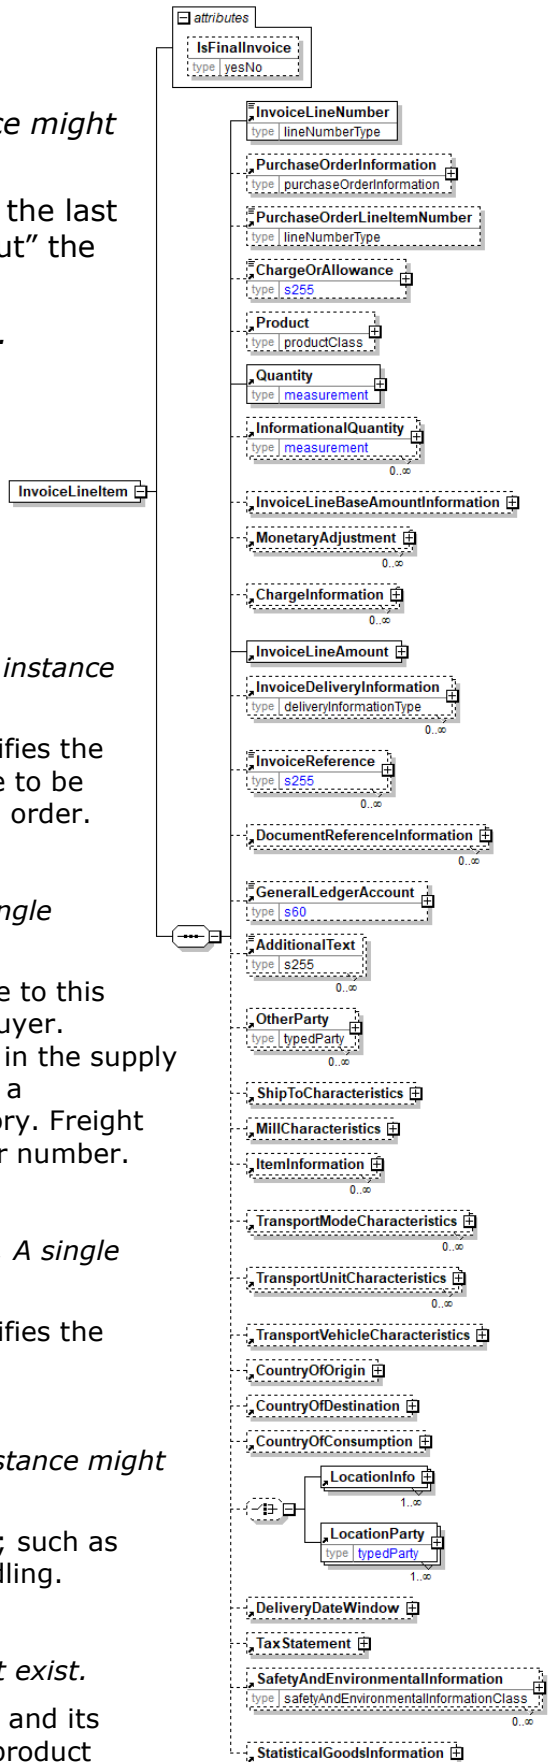 attributes
IsFinalInvoice
type yesNo
ce might
InvoiceLineNumber
type lineNumberType
PurchaseOrderInformation
type purchaseOrderInformation
the last
PurchaseOrderLineItemNumber
type lineNumberType
ut” the
ChargeOrAllowance
type s255
Product
type productClass
.
Quantity
type measurement
InformationalQuantity
type measurement
0..∞
InvoiceLineItem
InvoiceLineBaseAmountInformation
MonetaryAdjustment
0..∞
ChargeInformation
0..∞
InvoiceLineAmount
instance
InvoiceDeliveryInformation
type deliveryInformationType
0..∞
ifies the
InvoiceReference
e to be
type s255
0..∞
order.
DocumentReferenceInformation
0..∞
GeneralLedgerAccount
type s60
ngle
AdditionalText
type s255
0..∞
e to this
OtherParty
uyer.
type typedParty
in the supply
0..∞
a
ShipToCharacteristics
ory. Freight
MillCharacteristics
r number.
ItemInformation
0..∞
TransportModeCharacteristics
0..∞
A single
TransportUnitCharacteristics
0..∞
ifies the
TransportVehicleCharacteristics
CountryOfOrigin
CountryOfDestination
CountryOfConsumption
stance might
LocationInfo
1..∞
LocationParty
; such as
type typedParty
dling.
1..∞
DeliveryDateWindow
TaxStatement
t exist.
SafetyAndEnvironmentalInformation
type safetyAndEnvironmentalInformationClass
0..∞
and its
StatisticalGoodsInformation
product